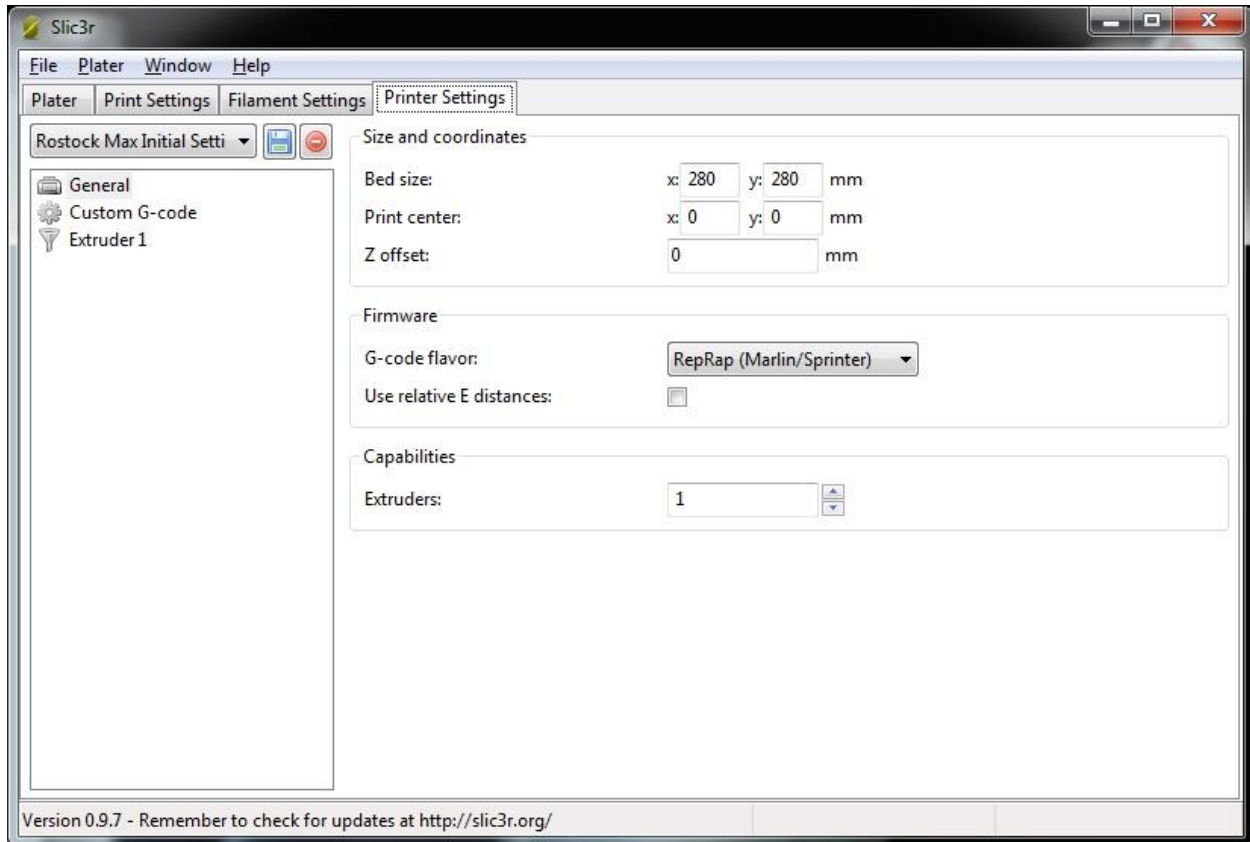 Slic3r
File Plater Window Help
Plater Print Settings Filament Settings Printer Settings
Rostock Max Initial Setti
General
Custom G-code
Extruder 1
Size and coordinates
Bed size: x: 280 y: 280 mm
Print center: x: 0 y: 0 mm
Z offset: 0 mm
Firmware
G-code flavor: RepRap (Marlin/Sprinter)
Use relative E distances:
Capabilities
Extruders: 1
Version 0.9.7 - Remember to check for updates at http://slic3r.org/